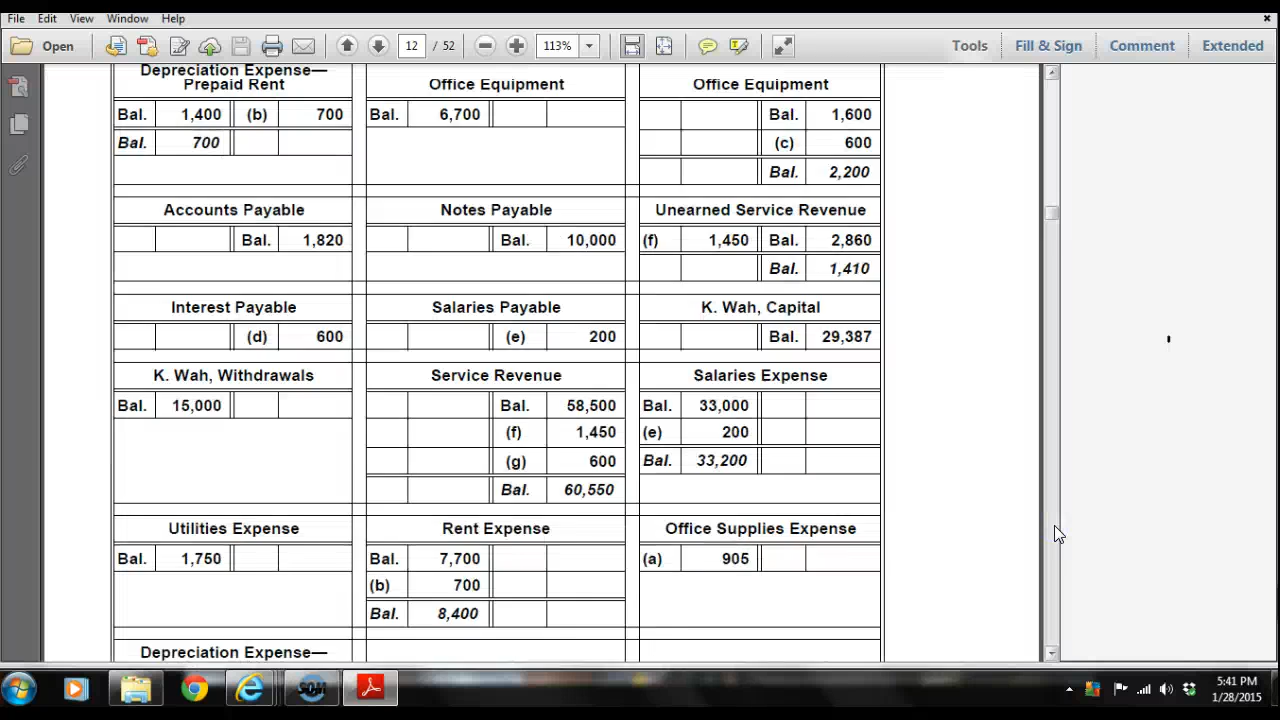 File Edit View Window Help
Open 12 / 52 113% Tools Fill & Sign Comment Extended
Depreciation Expense—
Prepaid Rent Office Equipment Office Equipment
Bal. 1,400 (b) 700 Bal. 6,700 Bal. 1,600
Bal. 700 (c) 600
Bal. 2,200
Accounts Payable Notes Payable Unearned Service Revenue
Bal. 1,820 Bal. 10,000 (f) 1,450 Bal. 2,860
Bal. 1,410
Interest Payable Salaries Payable K. Wah, Capital
(d) 600 (e) 200 Bal. 29,387
K. Wah, Withdrawals Service Revenue Salaries Expense
Bal. 15,000 Bal. 58,500 Bal. 33,000
(f) 1,450 (e) 200
(g) 600 Bal. 33,200
Bal. 60,550
Utilities Expense Rent Expense Office Supplies Expense
Bal. 1,750 Bal. 7,700 (a) 905
(b) 700
Bal. 8,400
Depreciation Expense—
5:41 PM
1/28/2015